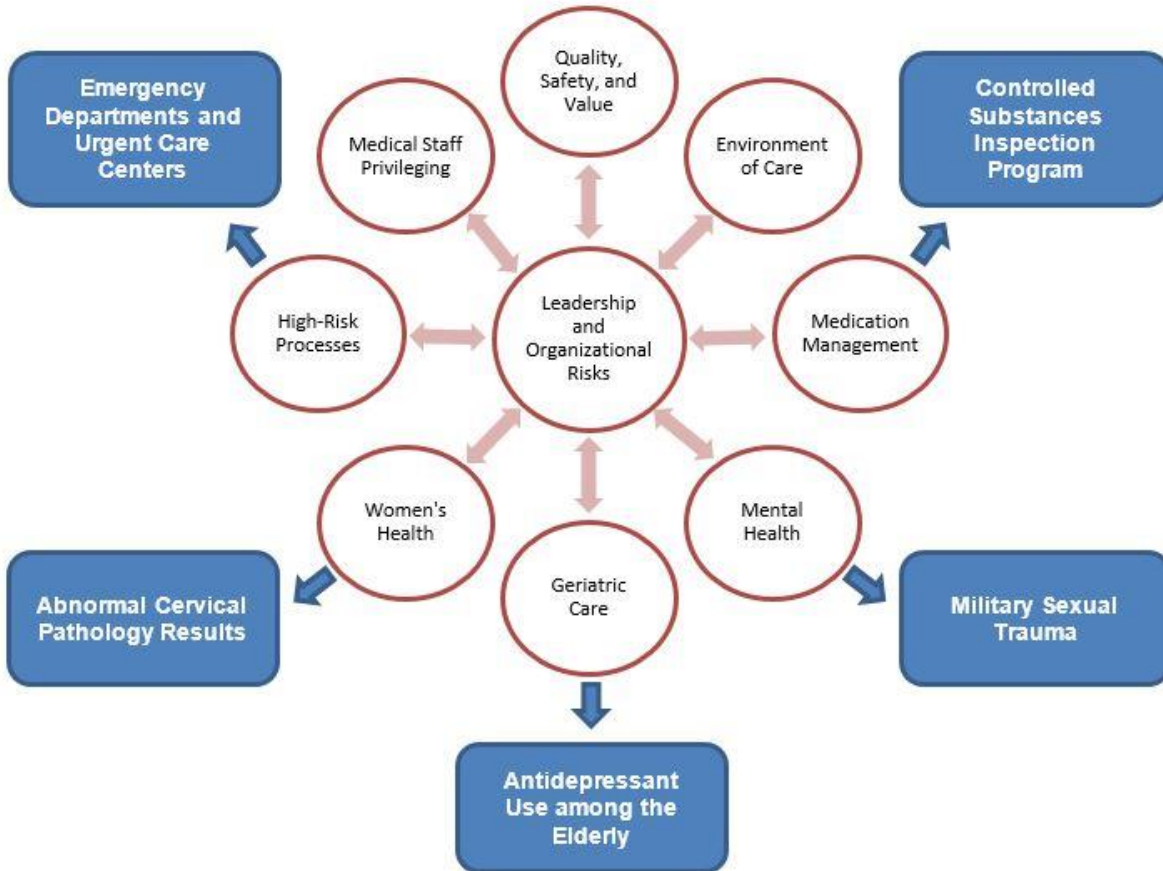 Quality,
Safety, and
Value
Emergency
Departments and
Urgent Care
Centers
Controlled
Substances
Inspection
Program
Medical Staff
Privileging
Environment
of Care
High-Risk
Processes
Leadership
and
Organizational
Risks
Medication
Management
Women's
Health
Mental
Health
Geriatric
Care
Abnormal Cervical
Pathology Results
Military Sexual
Trauma
Antidepressant
Use among the
Elderly